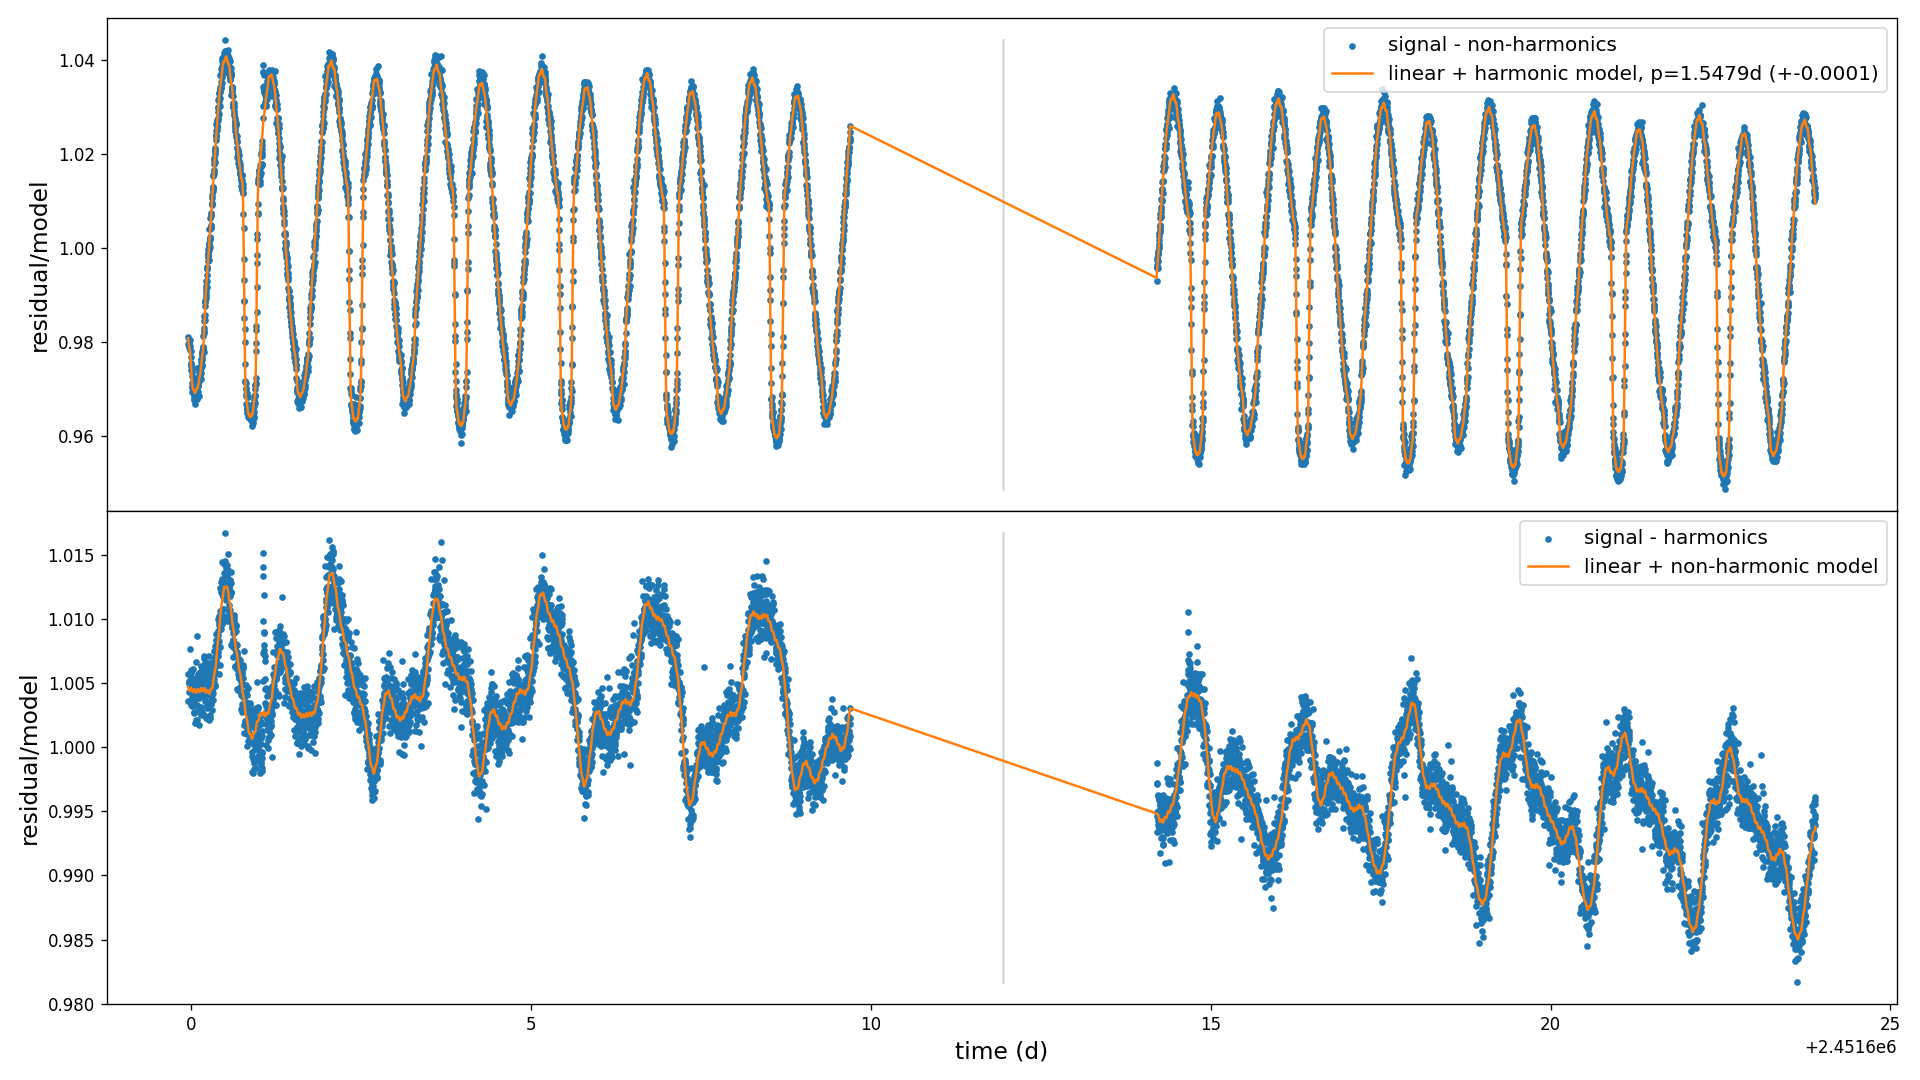 signal - non-harmonics
linear + harmonic model, p=1.5479d (+-0.0001)
residual/model
1.04
1.02
1.00
0.98
0.96
signal - harmonics
linear + non-harmonic model
residual/model
1.015
1.010
1.005
1.000
0.995
0.990
0.985
0.980
0
5
10
15
20
25
time (d)
+2.4516e6